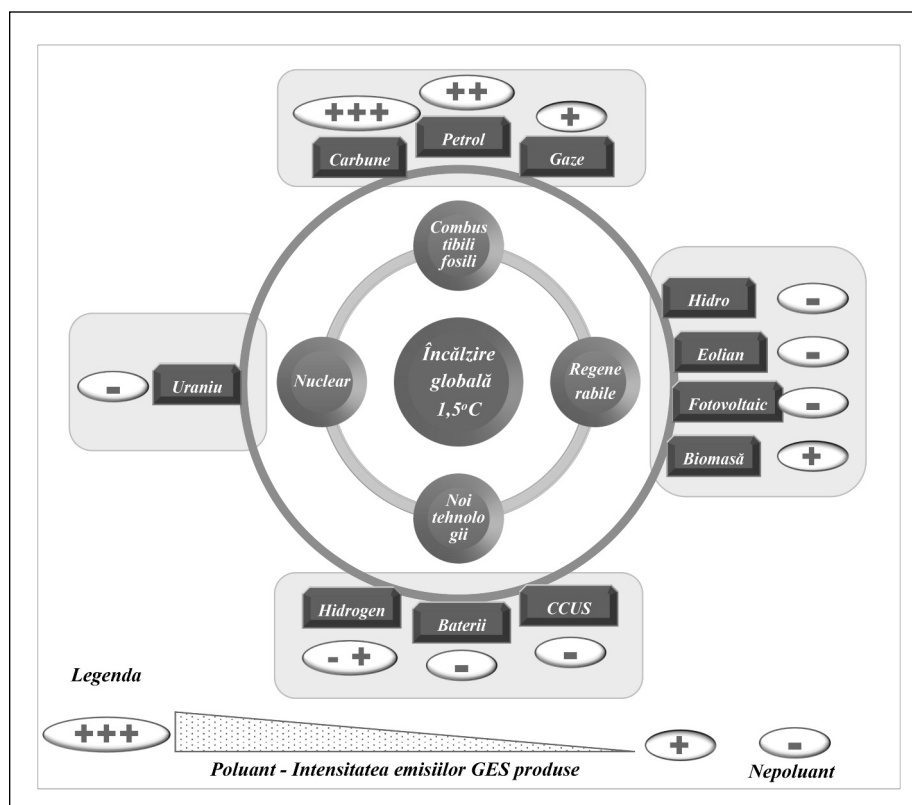 +++
++
+
Carbune
Petrol
Gaze
Combus
tibili
fosili
Hidro
-
Eolian
-
Fotovoltaic
-
Biomasă
+
-
Uraniu
Nuclear
Încălzire
globală
1,5°C
Regene
rabile
Noi
tehnolo
gii
Hidrogen
Baterii
CCUS
- +
-
-
Legenda
+++
+
-
Poluant - Intensitatea emisiilor GES produse
Nepoluant